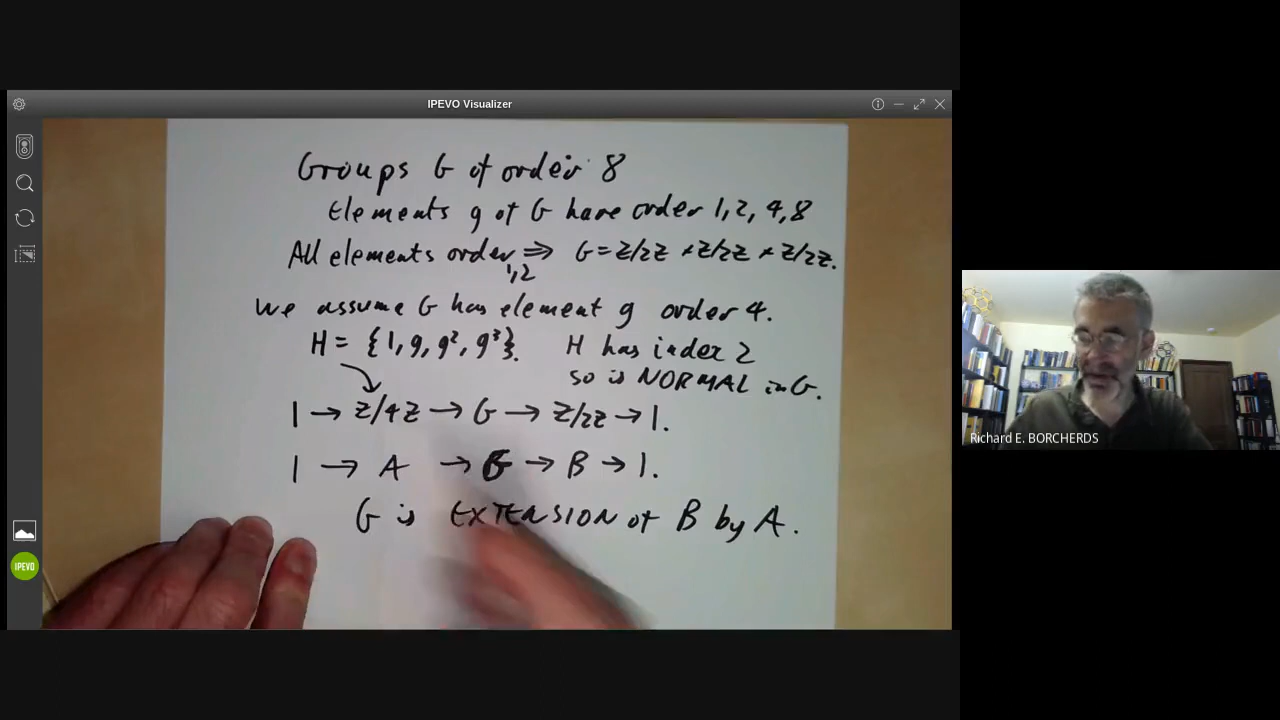 IPEVO Visualizer
Groups G of order 8
Elements g of G have order 1, 2, 4, 8
All elements order 1,2 ⇒ G = Z/2Z × Z/2Z × Z/2Z.
We assume G has element g order 4.
H = {1, g, g², g³}. H has index 2
so is NORMAL in G.
1 → Z/4Z → G → Z/2Z → 1.
1 → A → G → B → 1.
G is EXTENSION of B by A.
IPEVO
Richard E. BORCHERDS